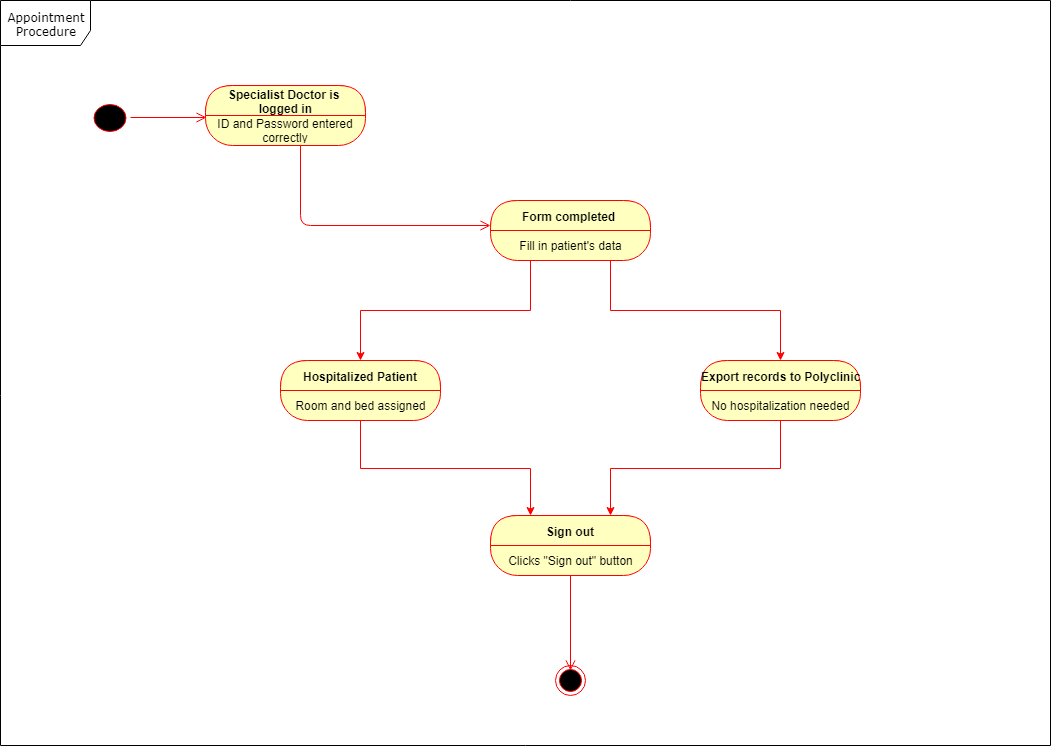 Appointment
Procedure
Specialist Doctor is
logged in
ID and Password entered
correctly
Form completed
Fill in patient's data
Hospitalized Patient
Room and bed assigned
Export records to Polyclinic
No hospitalization needed
Sign out
Clicks "Sign out" button